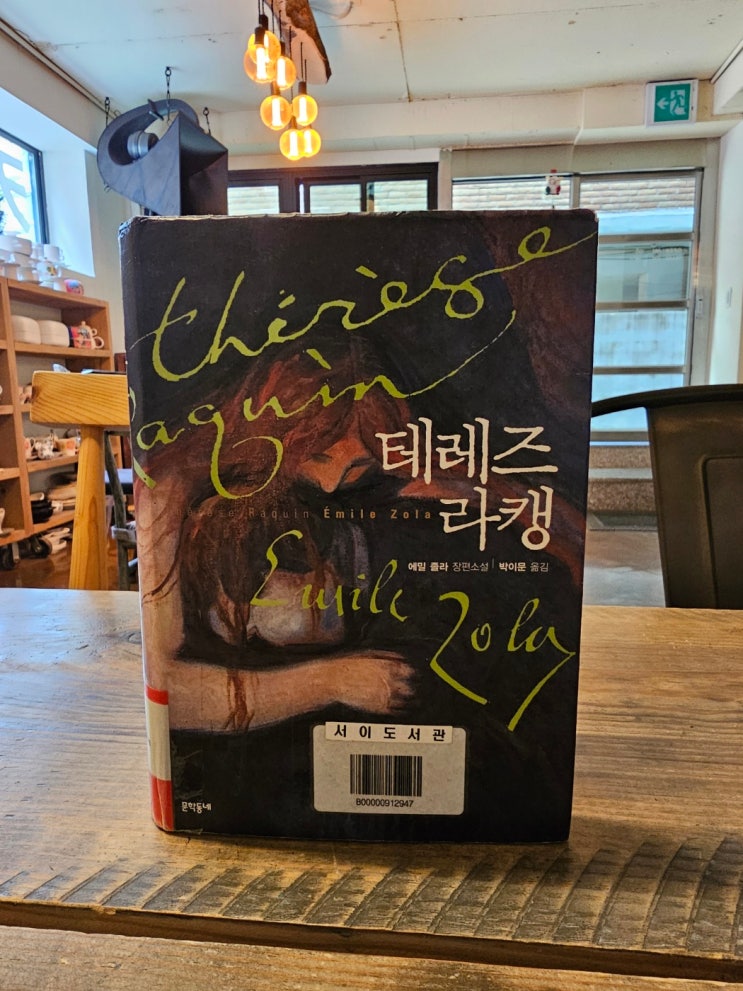 thérèse
Raquin
테레즈
라캥
Thérèse Raquin Émile Zola
에밀 졸라 장편소설 | 박이문 옮김
Emile
Zola
서이도서관
B00000912947
문학동네